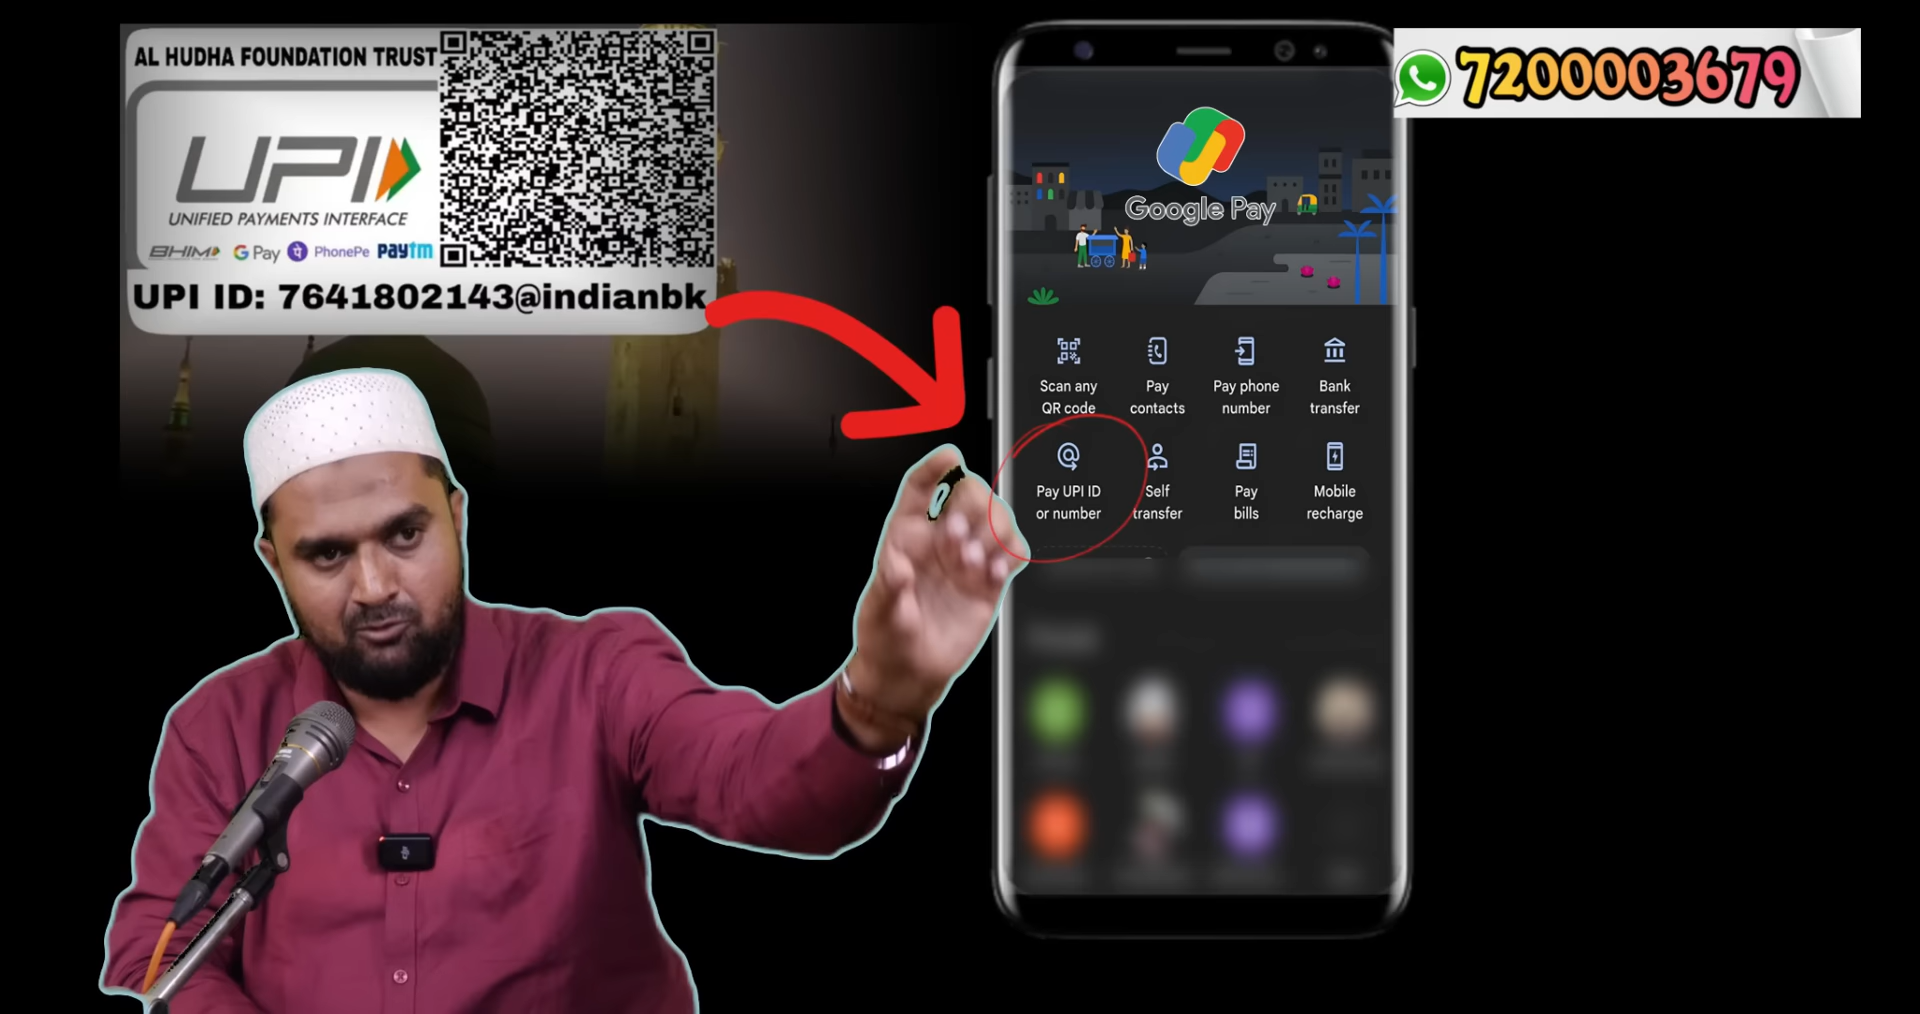 AL HUDHA FOUNDATION TRUST
UPI
UNIFIED PAYMENTS INTERFACE
BHIM G Pay PhonePe Paytm
UPI ID: 7641802143@indianbk
7200003679
Google Pay
Scan any QR code
Pay contacts
Pay phone number
Bank transfer
Pay UPI ID or number
Self transfer
Pay bills
Mobile recharge